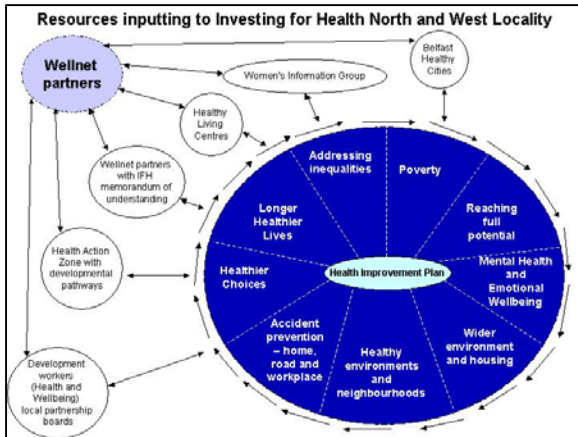 Resources inputting to Investing for Health North and West Locality
Wellnet
partners
Belfast
Healthy
Cities
Women's Information Group
Healthy
Living
Centres
Wellnet partners
with IFH
memorandum of
understanding
Health Action
Zone with
developmental
pathways
Development
workers
(Health and
Wellbeing)
local partnership
boards
Addressing
inequalities
Poverty
Reaching
full
potential
Mental Health
and
Emotional
Wellbeing
Wider
environment
and housing
Healthy
environments
and
neighbourhoods
Accident
prevention
– home,
road and
workplace
Healthier
Choices
Longer
Healthier
Lives
Health Improvement Plan